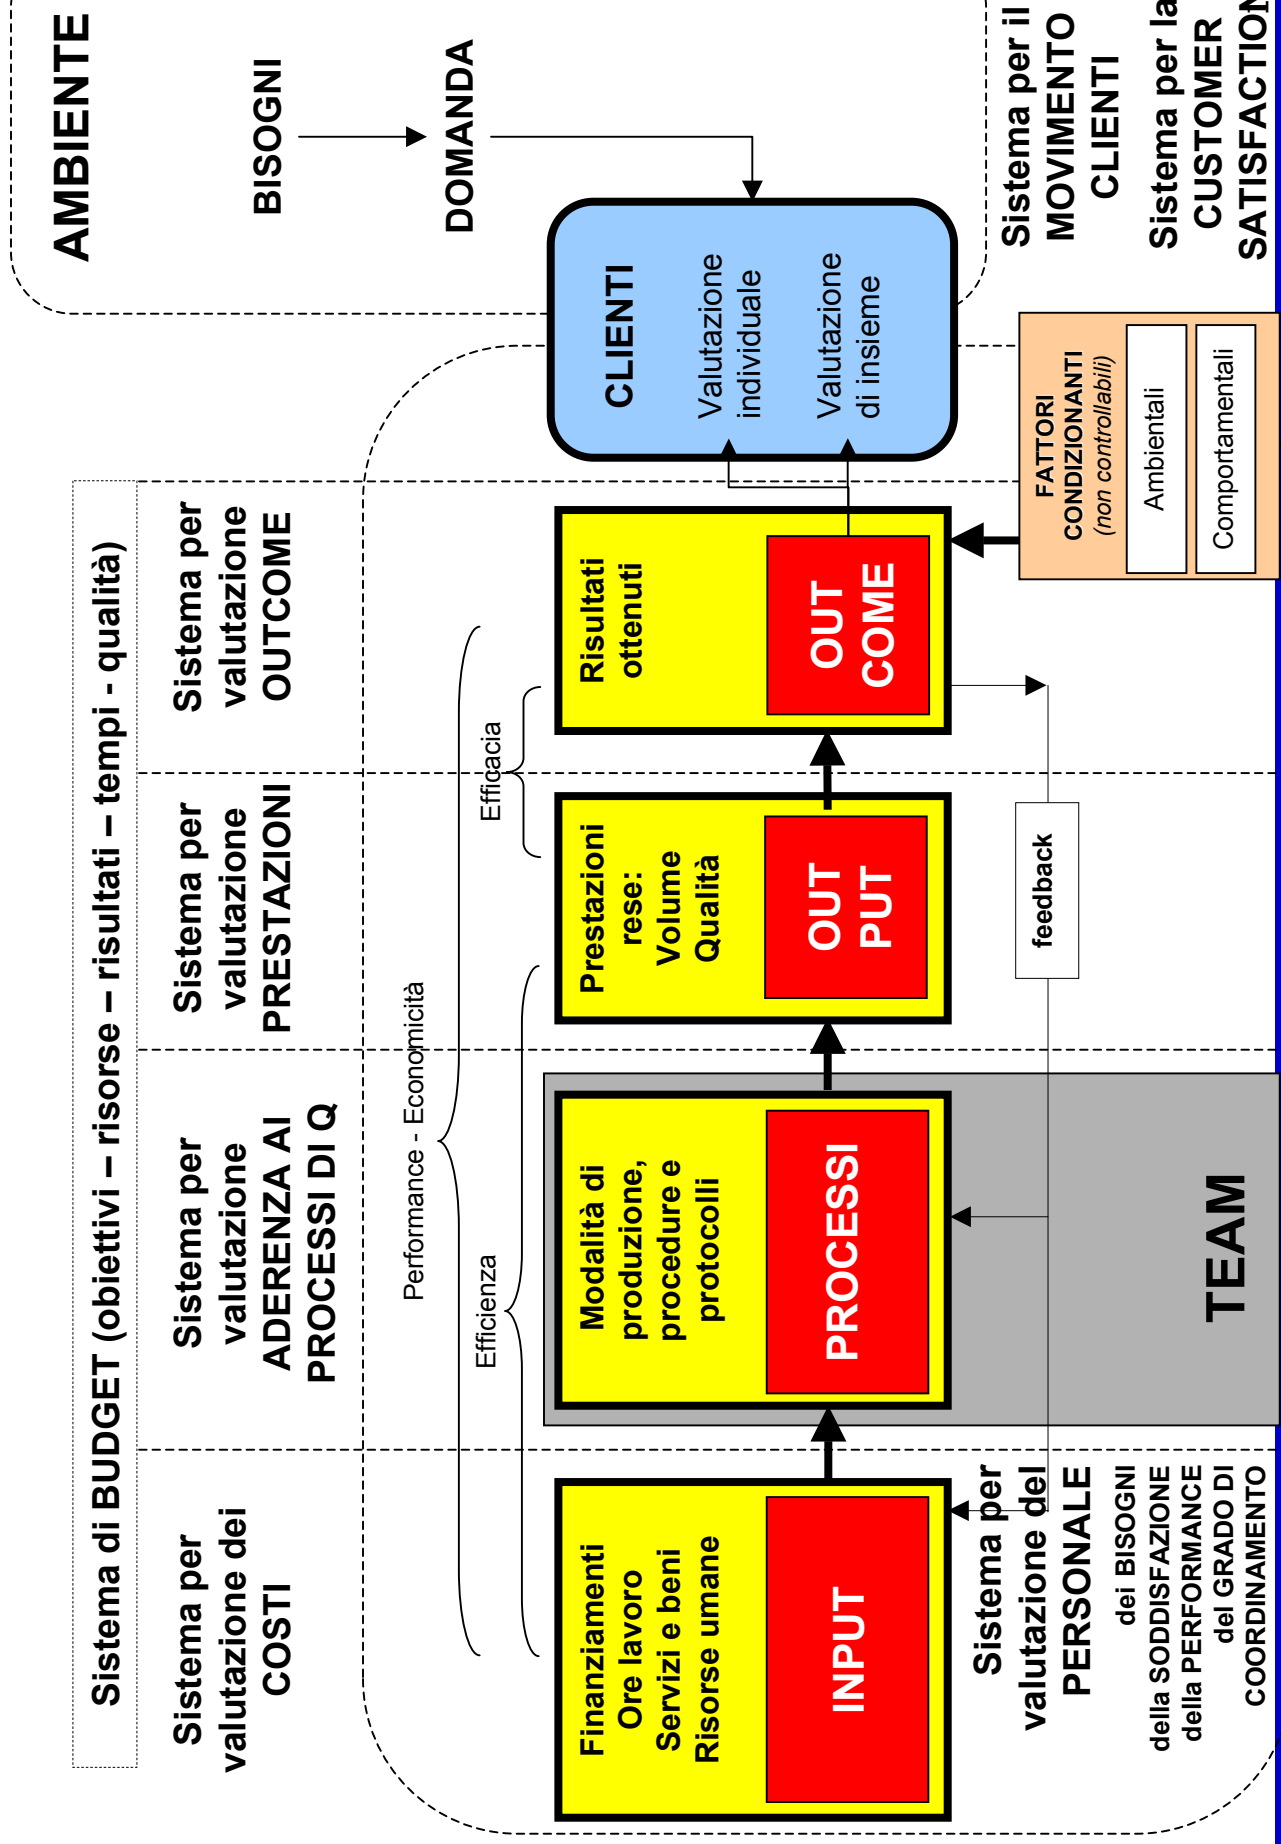 Sistema di BUDGET (obiettivi – risorse – risultati – tempi - qualità)
Sistema per
valutazione dei
COSTI
Sistema per
valutazione
ADERENZA AI
PROCESSI DI Q
Sistema per
valutazione
PRESTAZIONI
Sistema per
valutazione
OUTCOME
AMBIENTE
BISOGNI
DOMANDA
Performance - Economicità
Efficienza
Efficacia
Finanziamenti
Ore lavoro
Servizi e beni
Risorse umane
INPUT
Modalità di
produzione,
procedure e
protocolli
PROCESSI
Prestazioni
rese:
Volume
Qualità
OUT
PUT
Risultati
ottenuti
OUT
COME
CLIENTI
Valutazione
individuale
Valutazione
di insieme
Sistema per
valutazione del
PERSONALE
dei BISOGNI
della SODDISFAZIONE
della PERFORMANCE
del GRADO DI
COORDINAMENTO
TEAM
feedback
FATTORI
CONDIZIONANTI
(non controllabili)
Ambientali
Comportamentali
Sistema per il
MOVIMENTO
CLIENTI
Sistema per la
CUSTOMER
SATISFACTION